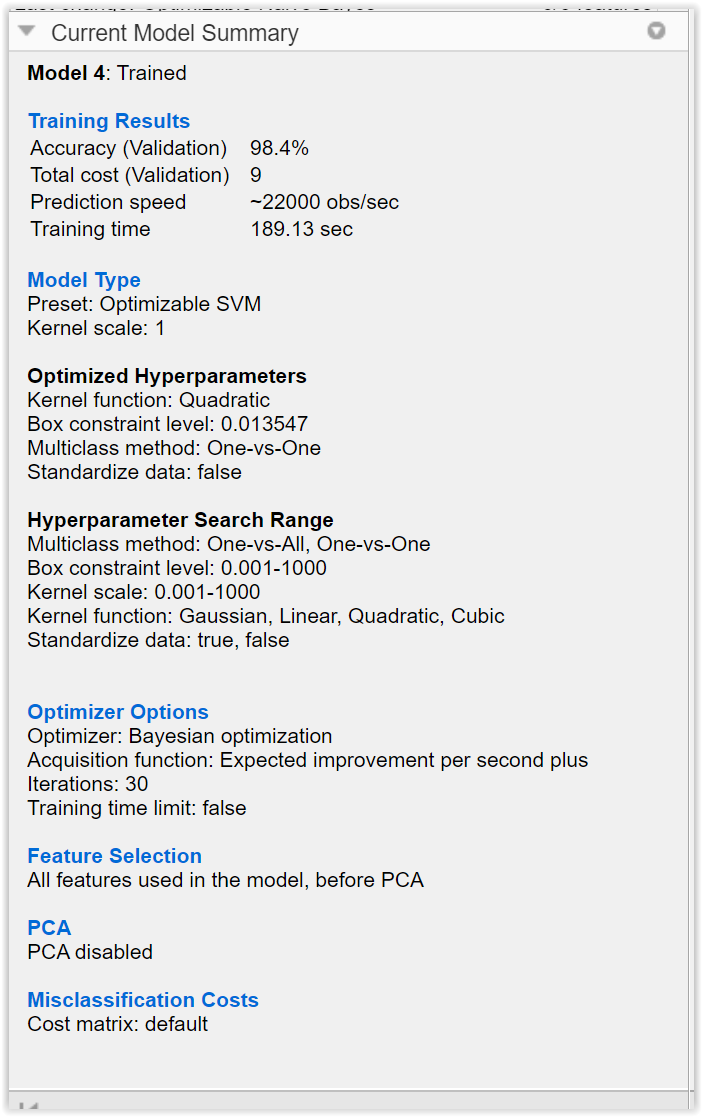 Current Model Summary
Model 4: Trained
Training Results
Accuracy (Validation) 98.4%
Total cost (Validation) 9
Prediction speed ~22000 obs/sec
Training time 189.13 sec
Model Type
Preset: Optimizable SVM
Kernel scale: 1
Optimized Hyperparameters
Kernel function: Quadratic
Box constraint level: 0.013547
Multiclass method: One-vs-One
Standardize data: false
Hyperparameter Search Range
Multiclass method: One-vs-All, One-vs-One
Box constraint level: 0.001-1000
Kernel scale: 0.001-1000
Kernel function: Gaussian, Linear, Quadratic, Cubic
Standardize data: true, false
Optimizer Options
Optimizer: Bayesian optimization
Acquisition function: Expected improvement per second plus
Iterations: 30
Training time limit: false
Feature Selection
All features used in the model, before PCA
PCA
PCA disabled
Misclassification Costs
Cost matrix: default